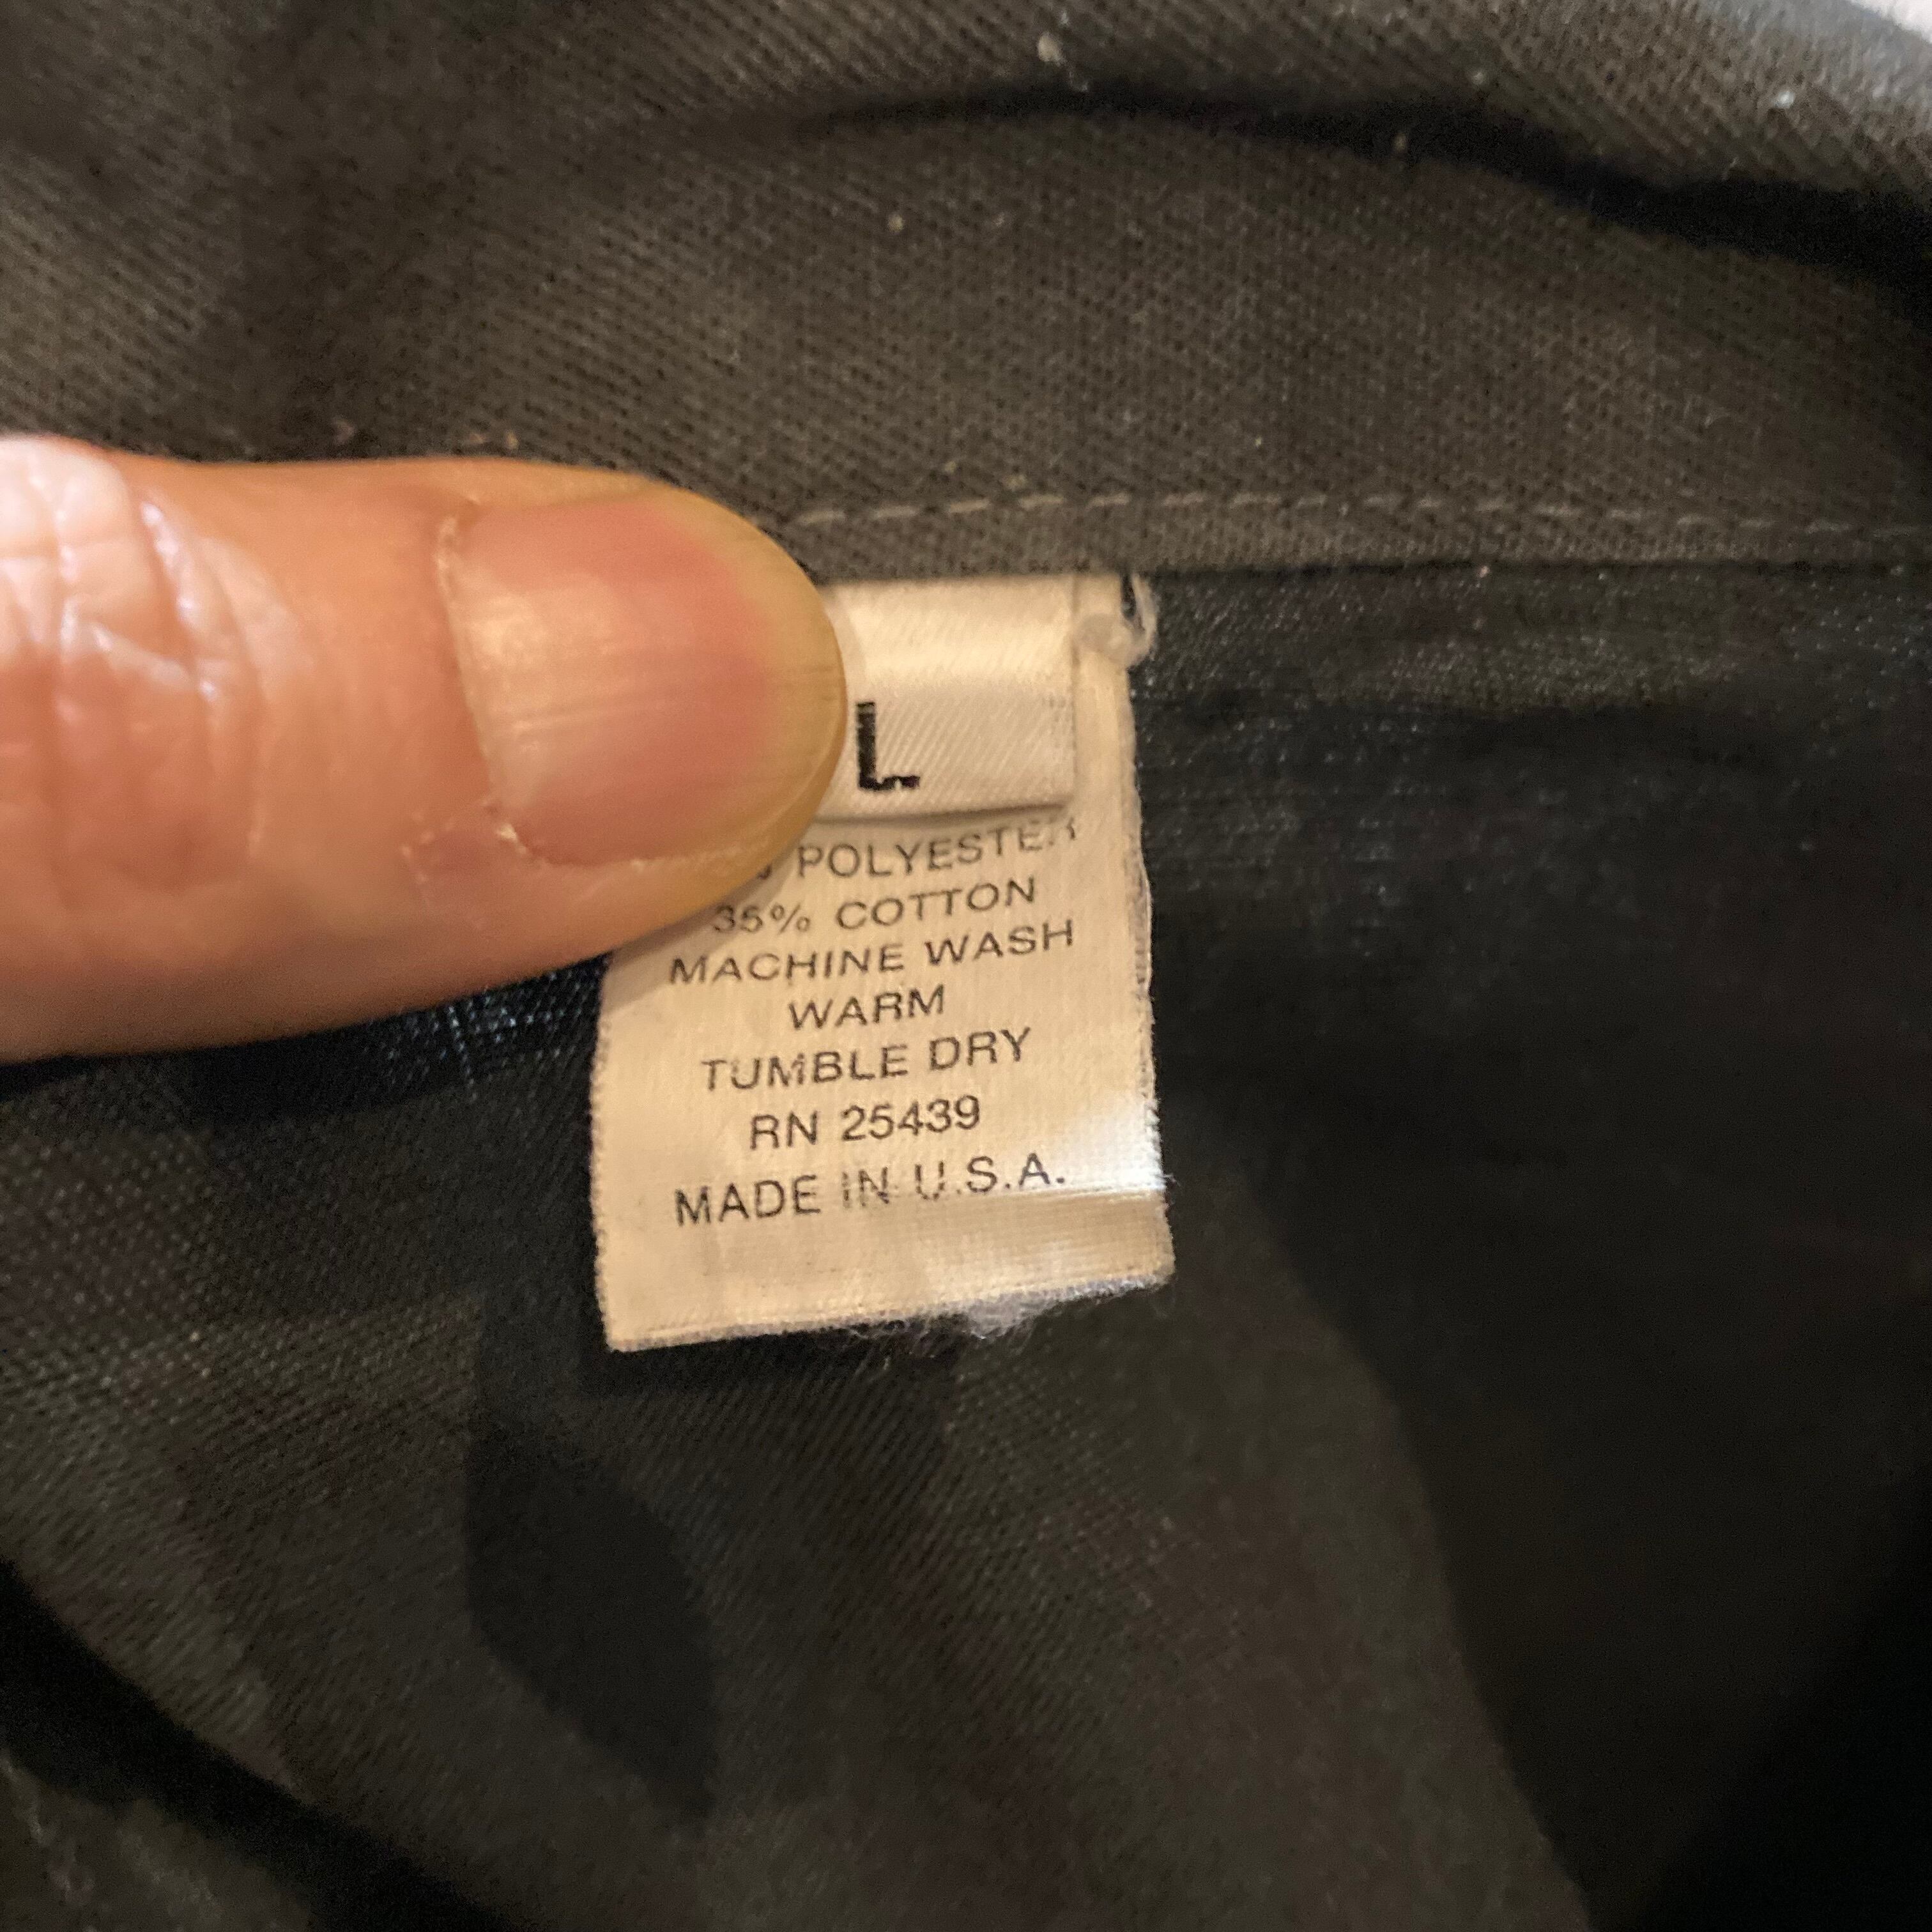 L
POLYESTER
35% COTTON
MACHINE WASH
WARM
TUMBLE DRY
RN 25439
MADE IN U.S.A.